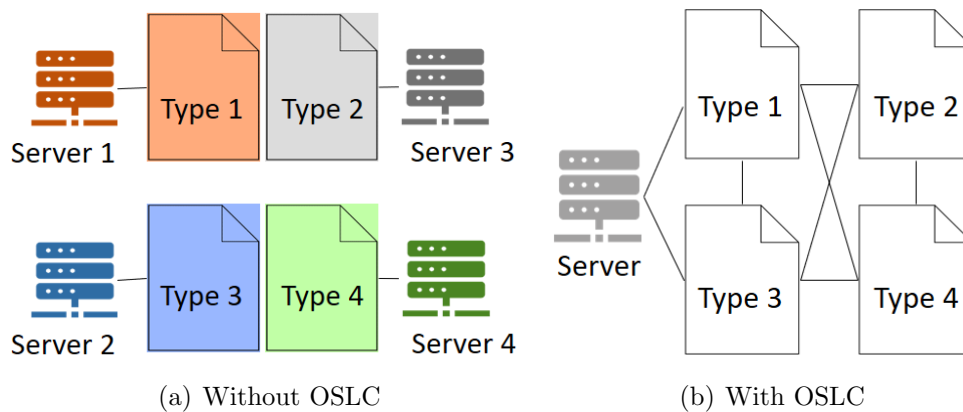 Type 1
Type 2
Server 1
Server 3
Type 3
Type 4
Server 2
Server 4
(a) Without OSLC
Type 1
Type 2
Server
Type 3
Type 4
(b) With OSLC